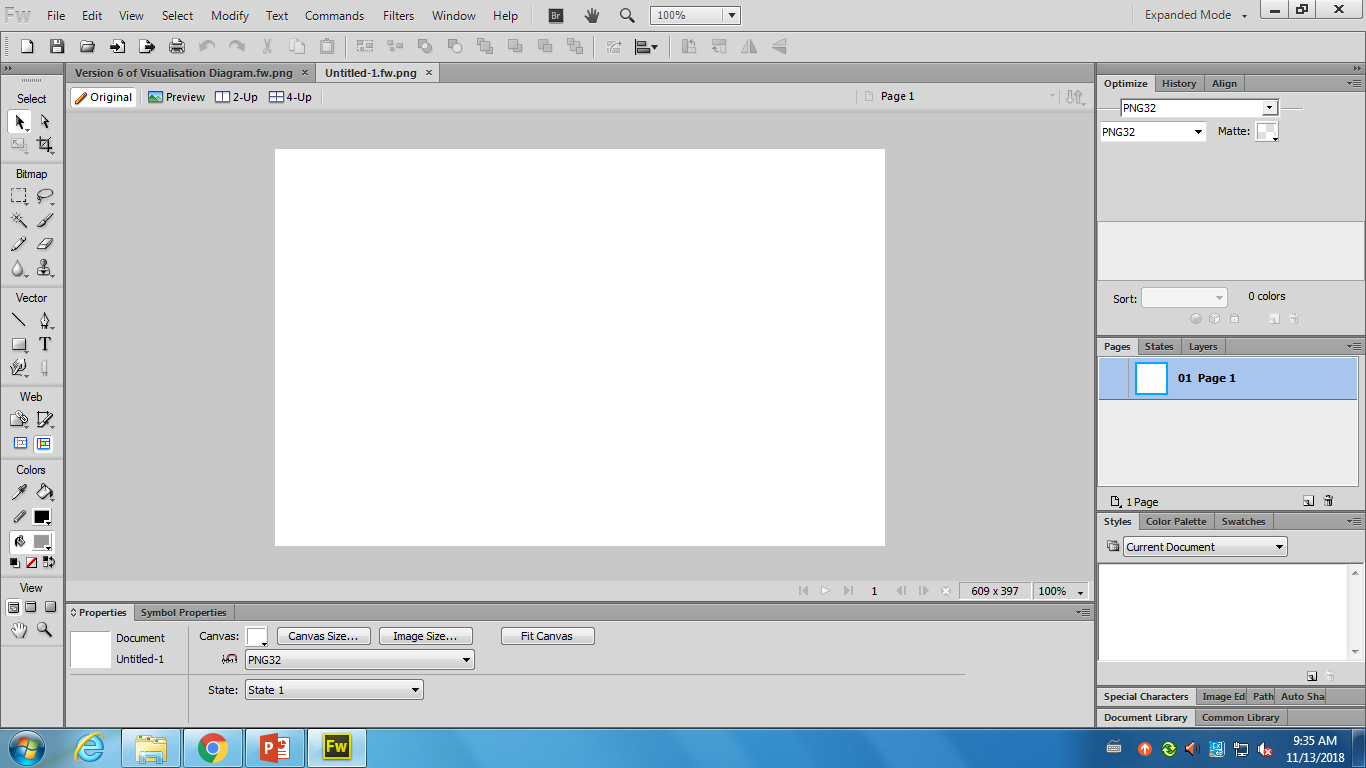 Fw File Edit View Select Modify Text Commands Filters Window Help Br 100% Expanded Mode
Version 6 of Visualisation Diagram.fw.png × Untitled-1.fw.png ×
Original Preview 2-Up 4-Up Page 1
Select
Bitmap
Vector
T
Web
Colors
View
1 609 x 397 100%
Properties Symbol Properties
Document Canvas: Canvas Size... Image Size... Fit Canvas
Untitled-1 PNG32
State: State 1
Optimize History Align
PNG32
PNG32 Matte:
Sort: 0 colors
Pages States Layers
01 Page 1
1 Page
Styles Color Palette Swatches
Current Document
Special Characters Image Ed Path Auto Sha
Document Library Common Library
Fw
9:35 AM
11/13/2018